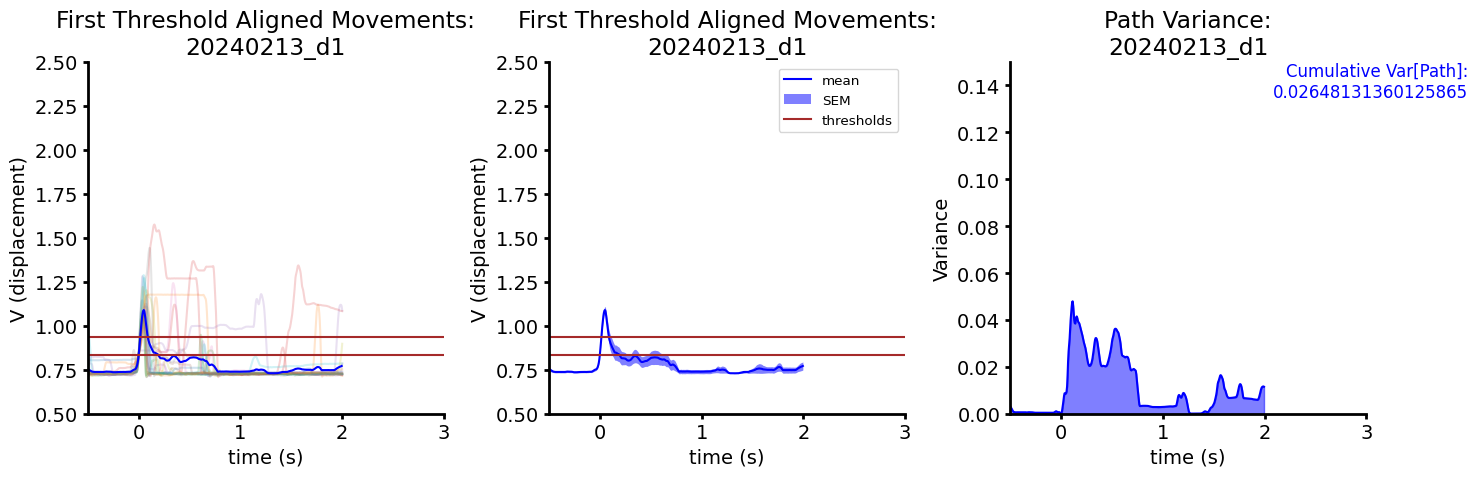 First Threshold Aligned Movements:
20240213_d1
2.50
2.25
2.00
1.75
1.50
1.25
1.00
0.75
0.50
V (displacement)
0
1
2
3
time (s)
First Threshold Aligned Movements:
20240213_d1
mean
SEM
thresholds
2.50
2.25
2.00
1.75
1.50
1.25
1.00
0.75
0.50
V (displacement)
0
1
2
3
time (s)
Path Variance:
20240213_d1
Cumulative Var[Path]:
0.02648131360125865
0.14
0.12
0.10
0.08
0.06
0.04
0.02
0.00
Variance
0
1
2
3
time (s)